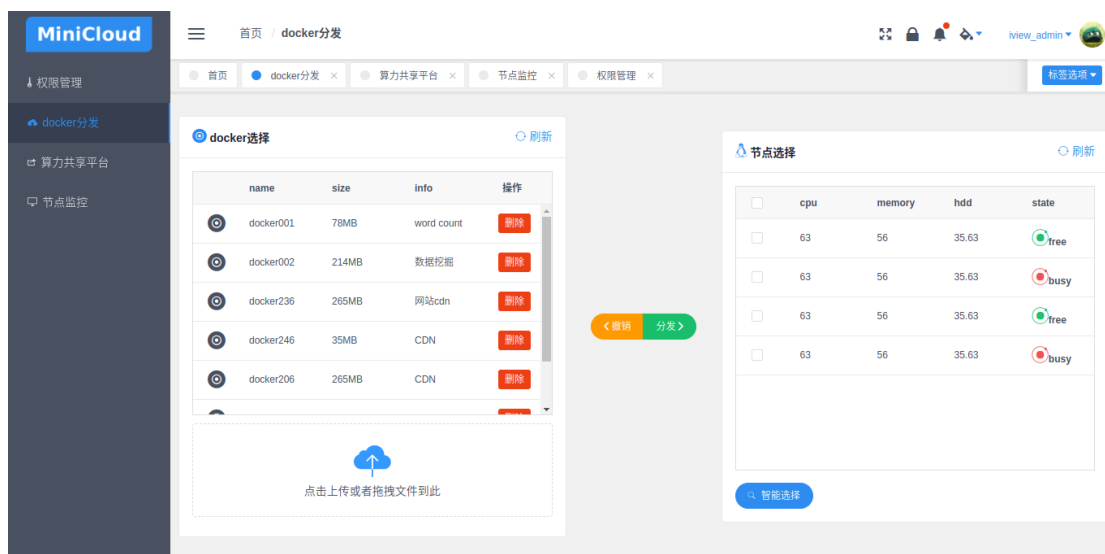 MiniCloud
首页 / docker分发
iview_admin
权限管理
docker分发
算力共享平台
节点监控
首页 docker分发 × 算力共享平台 × 节点监控 × 权限管理 ×
标签选项
docker选择 刷新
name size info 操作
docker001 78MB word count 删除
docker002 214MB 数据挖掘 删除
docker236 265MB 网站cdn 删除
docker246 35MB CDN 删除
docker206 265MB CDN 删除
点击上传或者拖拽文件到此
撤销 分发
节点选择 刷新
cpu memory hdd state
63 56 35.63 free
63 56 35.63 busy
63 56 35.63 free
63 56 35.63 busy
智能选择